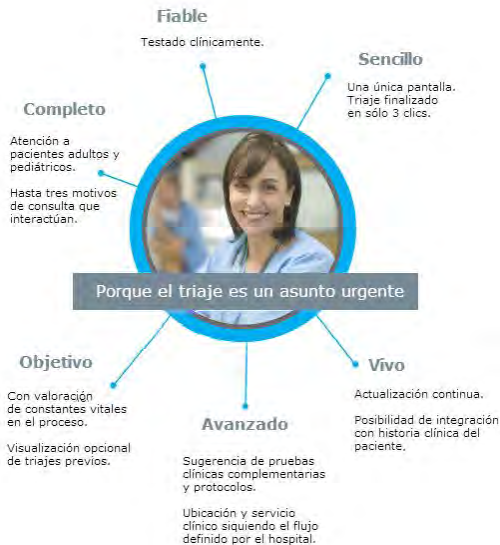 Fiable
Testado clínicamente.
Sencillo
Una única pantalla.
Triaje finalizado
en sólo 3 clics.
Completo
Atención a
pacientes adultos y
pediátricos.
Hasta tres motivos
de consulta que
interactúan.
Porque el triaje es un asunto urgente
Objetivo
Con valoración
de constantes vitales
en el proceso.
Visualización opcional
de triajes previos.
Avanzado
Sugerencia de pruebas
clínicas complementarias
y protocolos.
Ubicación y servicio
clínico siquiendo el flujo
definido por el hospital.
Vivo
Actualización continua.
Posibilidad de integración
con historia clínica del
paciente.